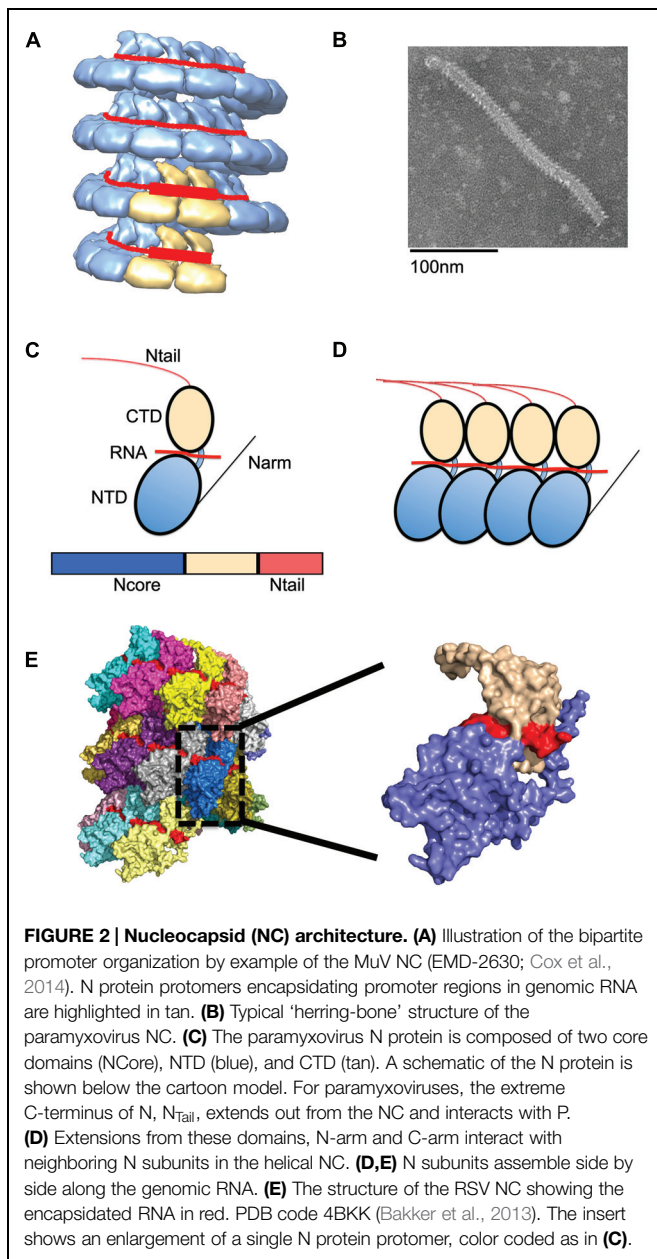 A
B
100nm
C
D
Ntail
CTD
RNA
Narm
NTD
Ncore
Ntail
E
FIGURE 2 | Nucleocapsid (NC) architecture. (A) Illustration of the bipartite
promoter organization by example of the MuV NC (EMD-2630; Cox et al.,
2014). N protein protomers encapsidating promoter regions in genomic RNA
are highlighted in tan. (B) Typical ‘herring-bone’ structure of the
paramyxovirus NC. (C) The paramyxovirus N protein is composed of two core
domains (NCore), NTD (blue), and CTD (tan). A schematic of the N protein is
shown below the cartoon model. For paramyxoviruses, the extreme
C-terminus of N, NTail, extends out from the NC and interacts with P.
(D) Extensions from these domains, N-arm and C-arm interact with
neighboring N subunits in the helical NC. (D,E) N subunits assemble side by
side along the genomic RNA. (E) The structure of the RSV NC showing the
encapsidated RNA in red. PDB code 4BKK (Bakker et al., 2013). The insert
shows an enlargement of a single N protein protomer, color coded as in (C).